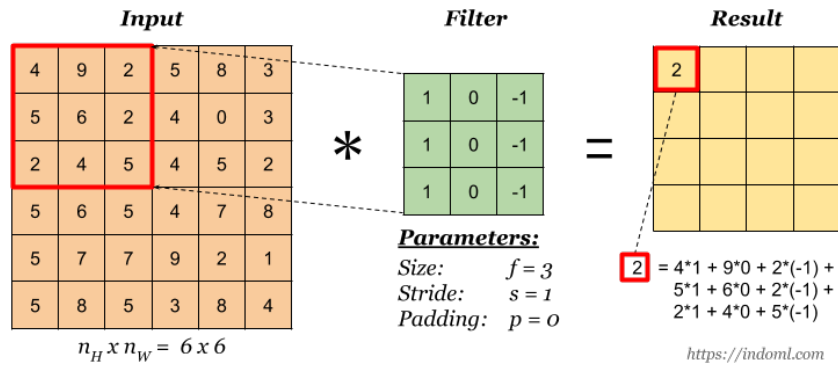 Input Filter Result
4 9 2 5 8 3
5 6 2 4 0 3
2 4 5 4 5 2
5 6 5 4 7 8
5 7 7 9 2 1
5 8 5 3 8 4
n_H x n_W = 6 x 6
*
1 0 -1
1 0 -1
1 0 -1
Parameters:
Size: f = 3
Stride: s = 1
Padding: p = 0
=
2
2 = 4*1 + 9*0 + 2*(-1) +
5*1 + 6*0 + 2*(-1) +
2*1 + 4*0 + 5*(-1)
https://indoml.com